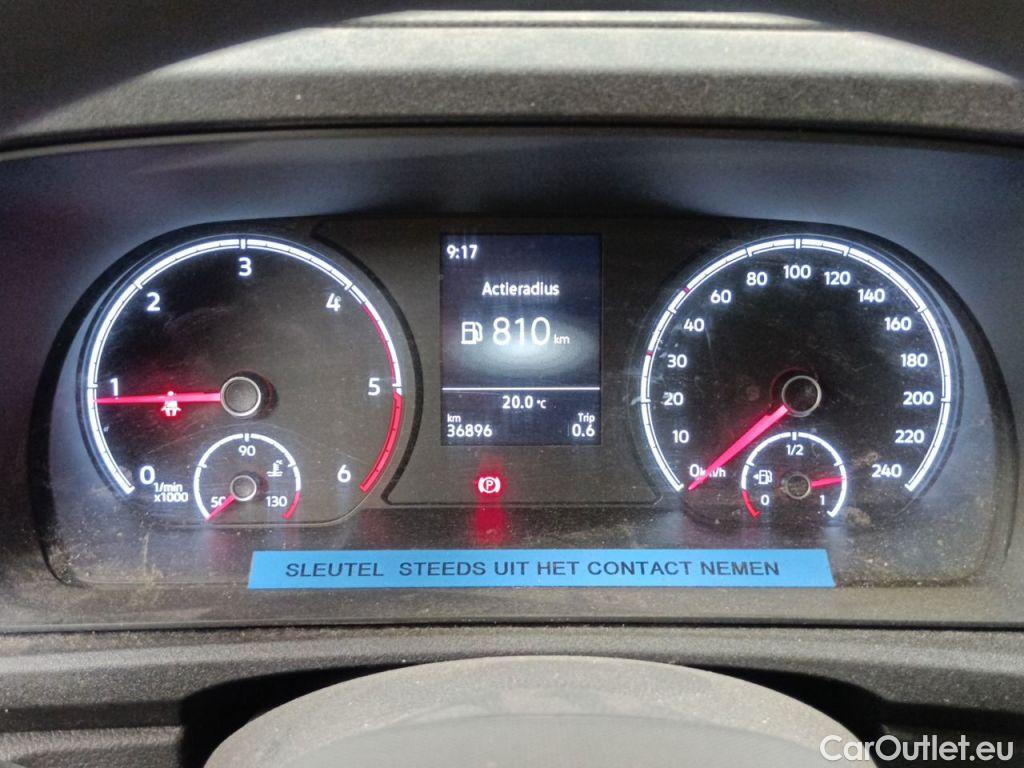 9:17
Actieradius
810 km
20.0 °C
km
36896
Trip
0.6
0
1
2
3
4
5
6
1/min
x1000
50
90
130
0 km/h
10
20
30
40
60
80
100
120
140
160
180
200
220
240
0
1/2
1
P
SLEUTEL STEEDS UIT HET CONTACT NEMEN
CarOutlet.eu